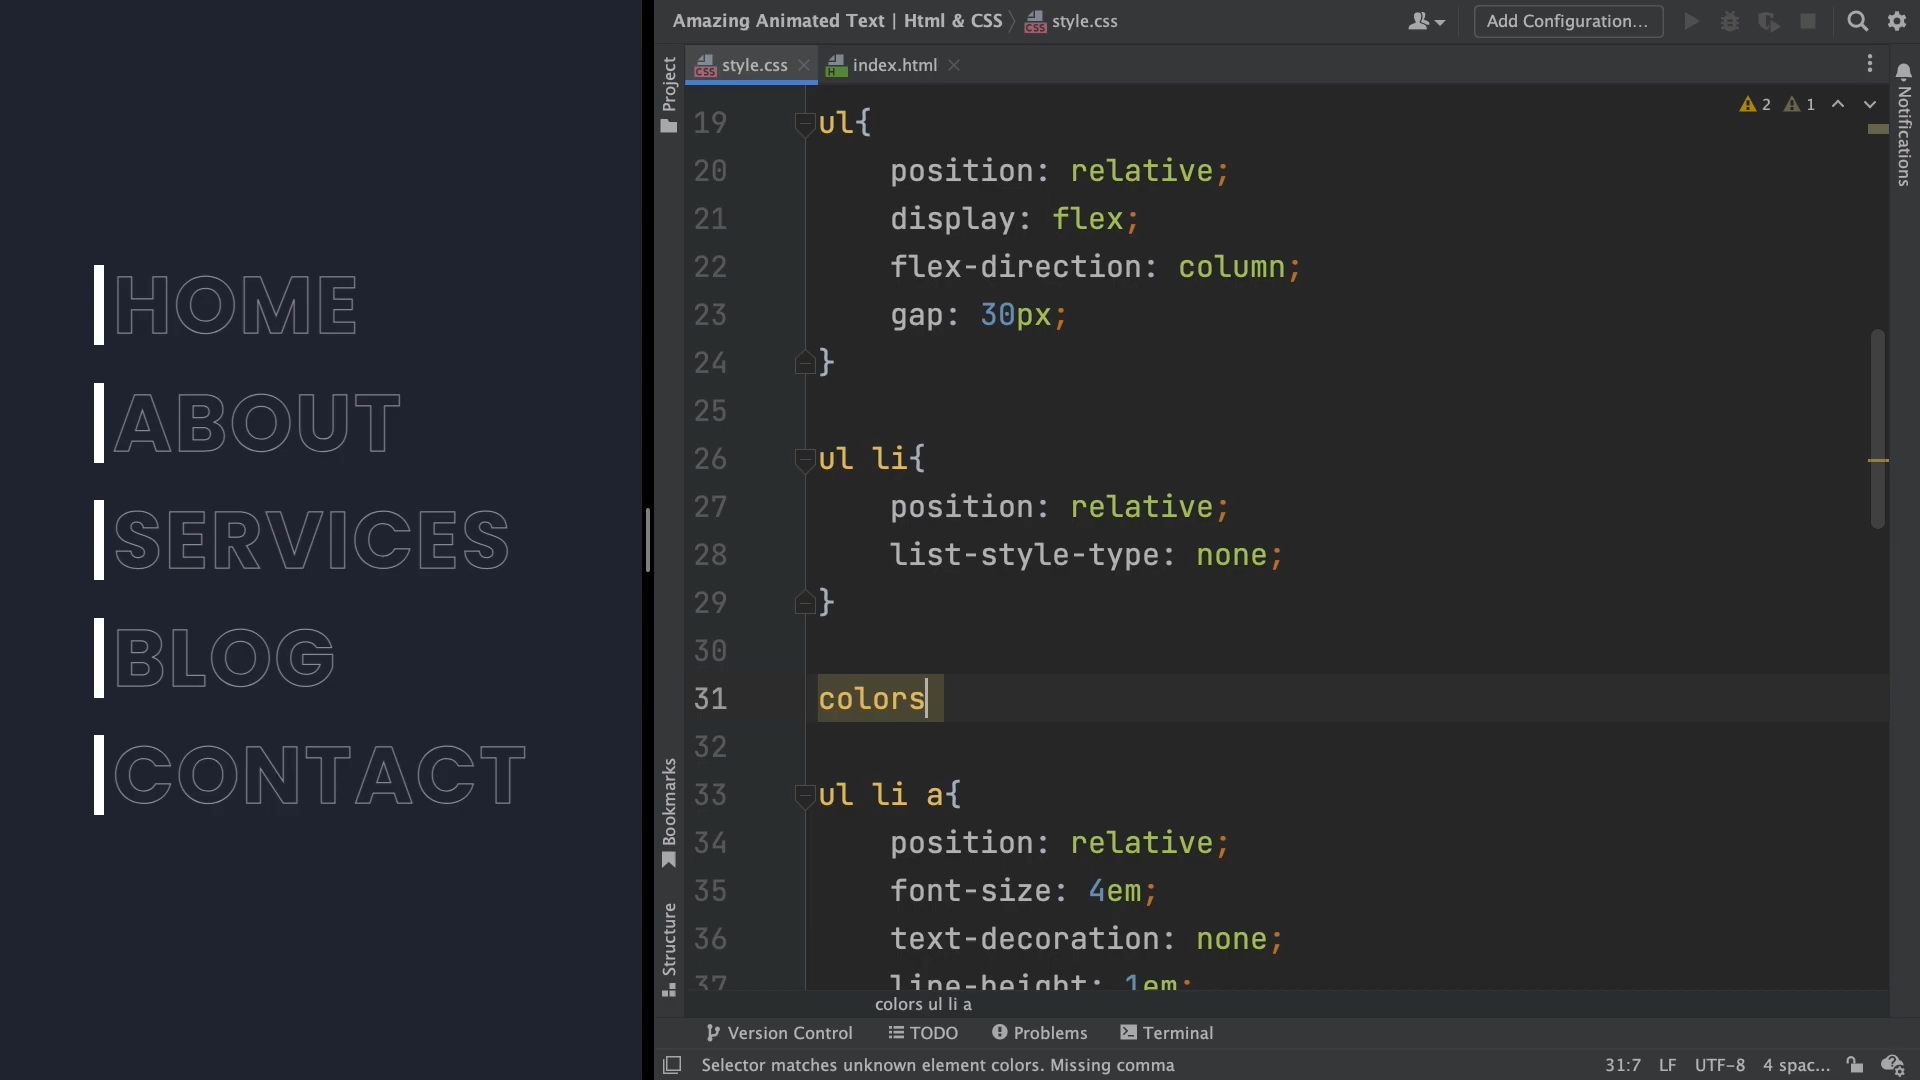 HOME
ABOUT
SERVICES
BLOG
CONTACT
Amazing Animated Text | Html & CSS
style.css
Add Configuration...
Project
style.css
index.html
2 1
Notifications
19 ul{
20 position: relative;
21 display: flex;
22 flex-direction: column;
23 gap: 30px;
24 }
25
26 ul li{
27 position: relative;
28 list-style-type: none;
29 }
30
31 colors
32
33 ul li a{
34 position: relative;
35 font-size: 4em;
36 text-decoration: none;
37 line-height: 1em;
Bookmarks
Structure
colors ul li a
Version Control
TODO
Problems
Terminal
Selector matches unknown element colors. Missing comma
31:7 LF UTF-8 4 spac...